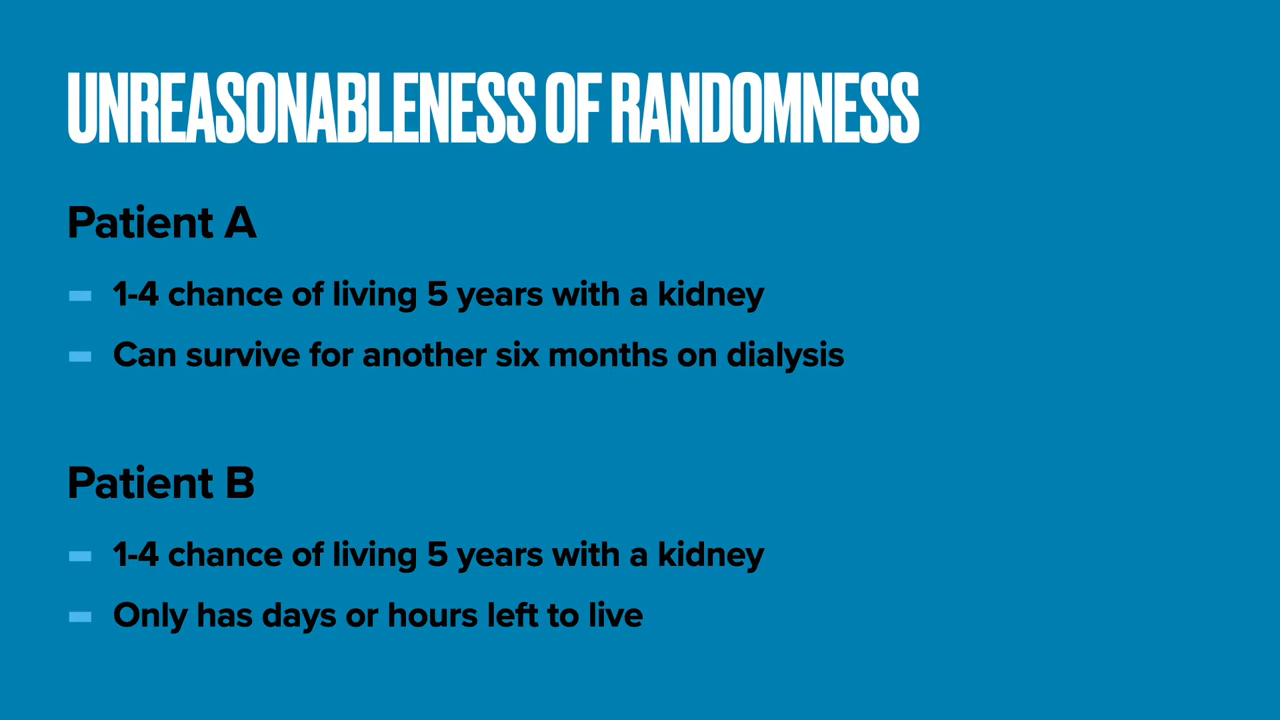 UNREASONABLENESS OF RANDOMNESS
Patient A
- 1-4 chance of living 5 years with a kidney
- Can survive for another six months on dialysis
Patient B
- 1-4 chance of living 5 years with a kidney
- Only has days or hours left to live